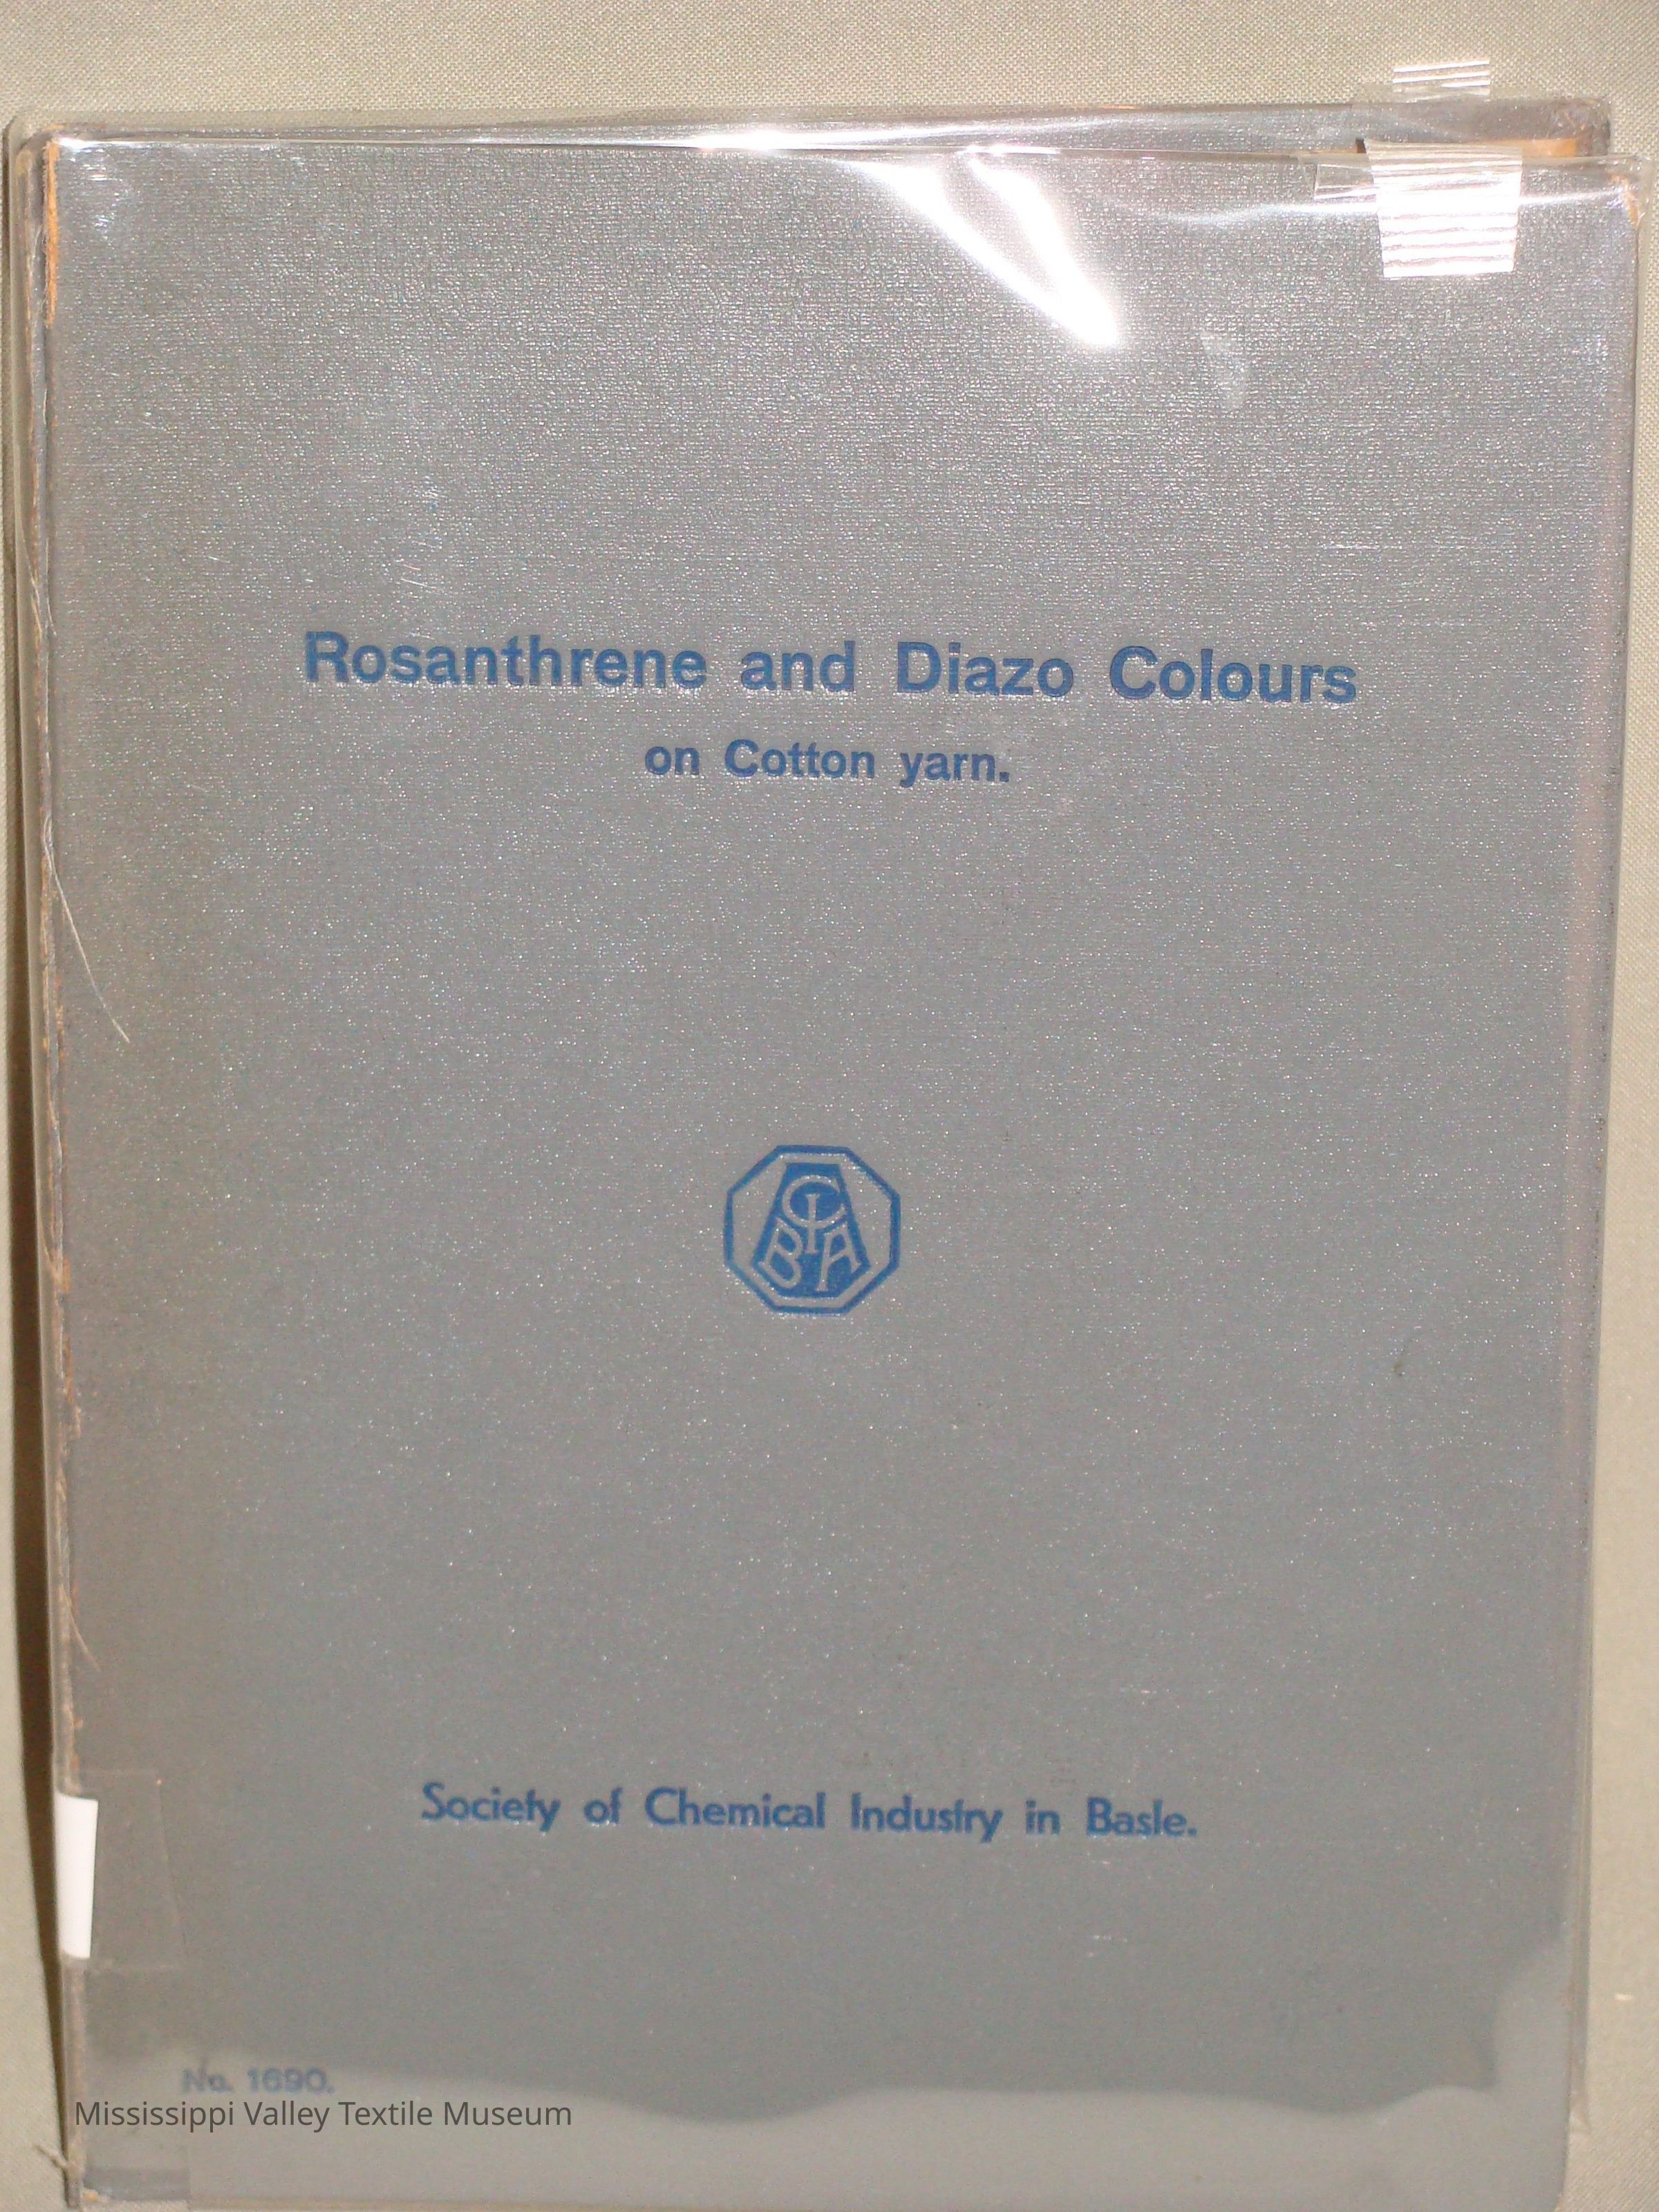 Rosanthrene and Diazo Colours
on Cotton yarn.
CIBA
Society of Chemical Industry in Basle.
No. 1690.
Mississippi Valley Textile Museum